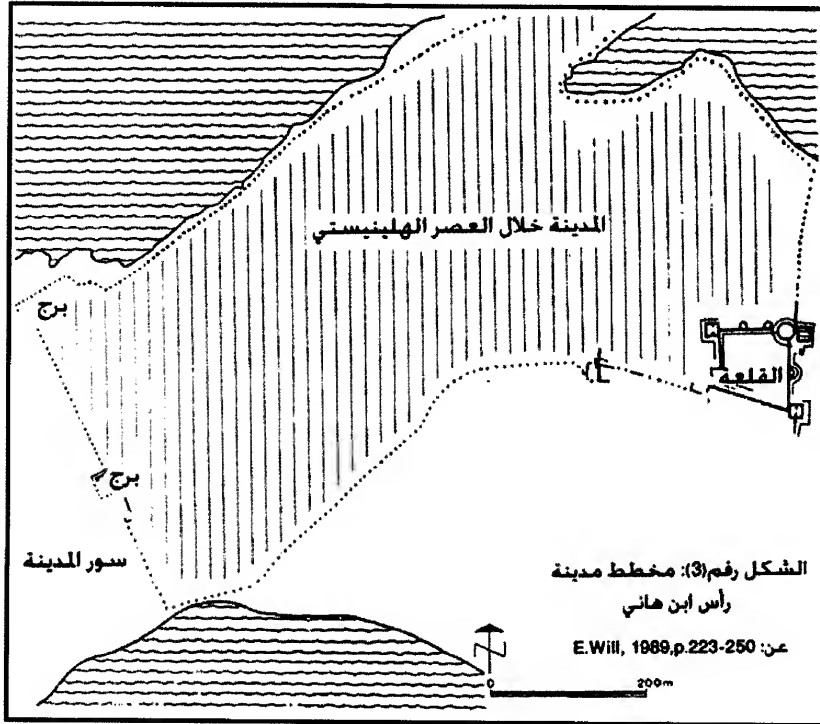 المدينة خلال العصر الهلينيستي
برج
القلعة
برج
سور المدينة
الشكل رقم(3): مخطط مدينة
رأس ابن هاني
عن: E.Will, 1989,p.223-250
N
0 200m